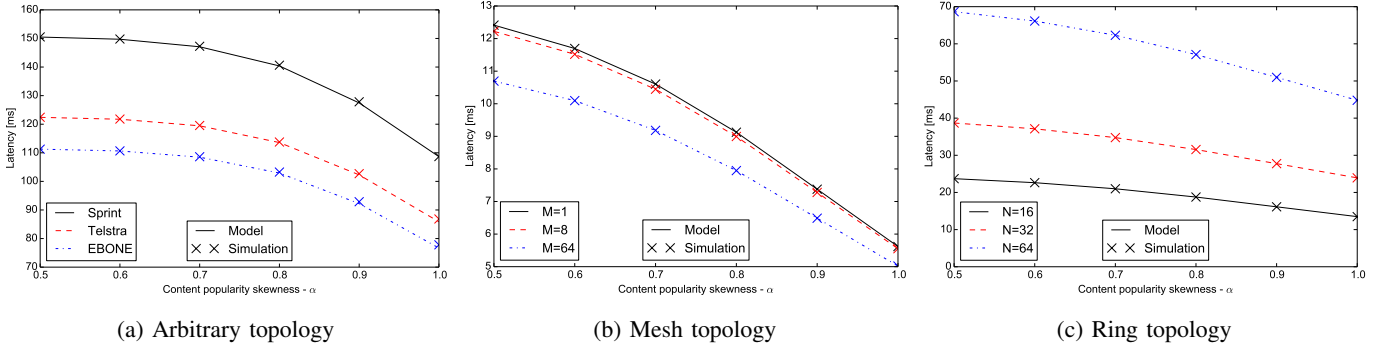 160
150
140
130
120
110
100
90
80
70
Latency [ms]
Sprint
Telstra
EBONE
Model
Simulation
0.5 0.6 0.7 0.8 0.9 1.0
Content popularity skewness - α
(a) Arbitrary topology
13
12
11
10
9
8
7
6
5
Latency [ms]
M=1
M=8
M=64
Model
Simulation
0.5 0.6 0.7 0.8 0.9 1.0
Content popularity skewness - α
(b) Mesh topology
70
60
50
40
30
20
10
0
Latency [ms]
N=16
N=32
N=64
Model
Simulation
0.5 0.6 0.7 0.8 0.9 1.0
Content popularity skewness - α
(c) Ring topology